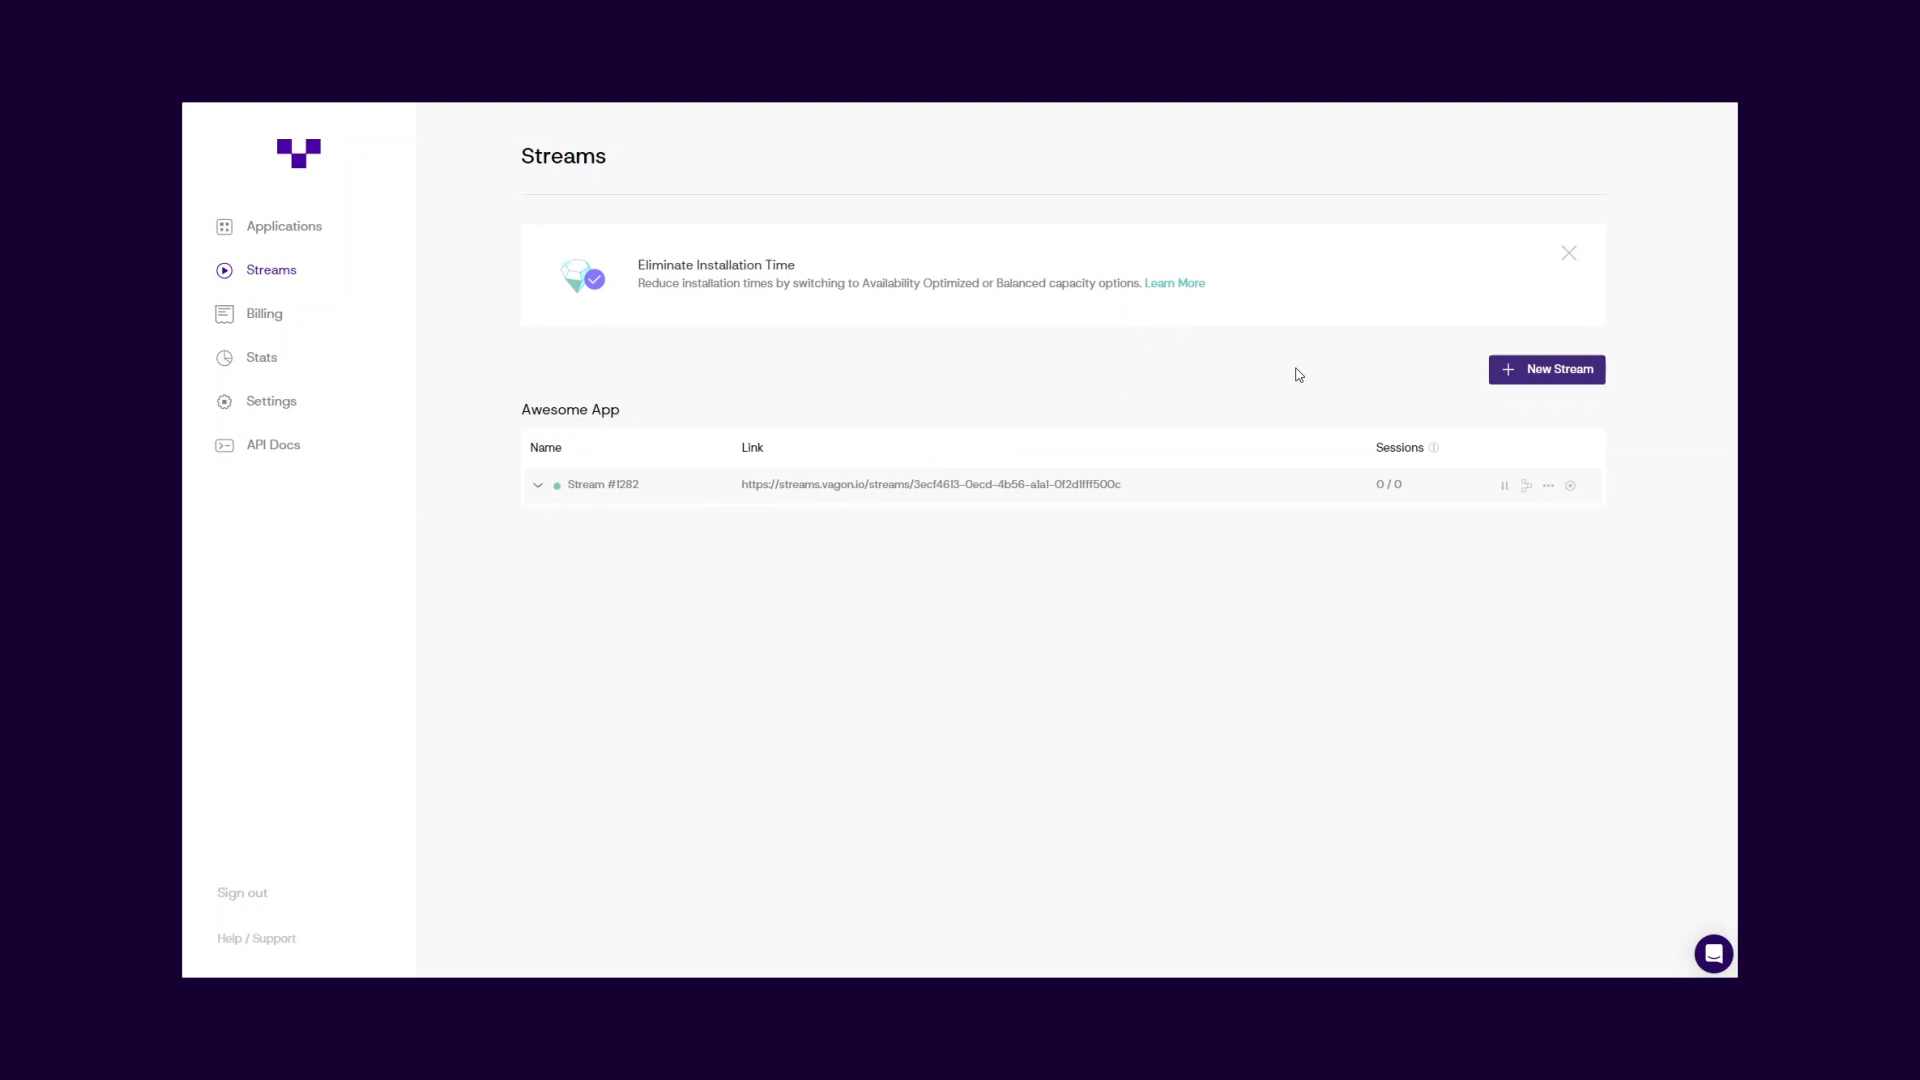 Streams
Applications
Streams
Billing
Stats
Settings
API Docs
Eliminate Installation Time
Reduce installation times by switching to Availability Optimized or Balanced capacity options. Learn More
New Stream
Awesome App
Name Link Sessions
Stream #1282 https://streams.vagon.io/streams/3ecf4613-0ecd-4b56-a1a1-0f2d1fff500c 0 / 0
Sign out
Help / Support